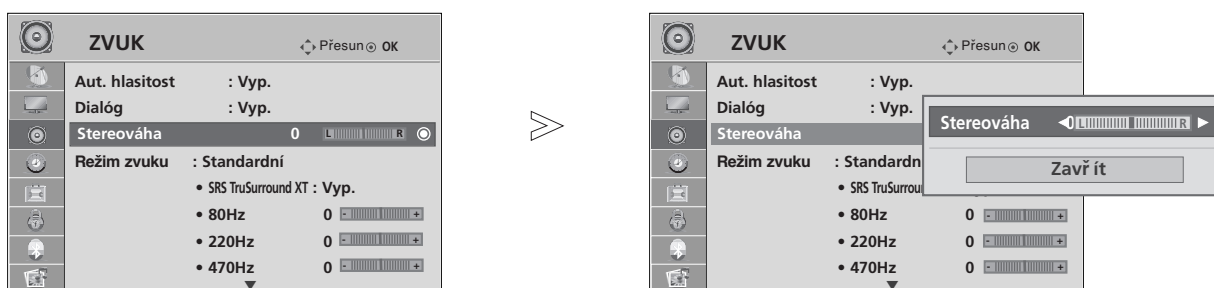 ZVUK Přesun OK
Aut. hlasitost : Vyp.
Dialóg : Vyp.
Stereováha 0 L R
Režim zvuku : Standardní
• SRS TruSurround XT : Vyp.
• 80Hz 0 - +
• 220Hz 0 - +
• 470Hz 0 - +
ZVUK Přesun OK
Aut. hlasitost : Vyp.
Dialóg : Vyp.
Stereováha
Režim zvuku : Standardn
• SRS TruSurrou
• 80Hz 0 - +
• 220Hz 0 - +
• 470Hz 0 - +
Stereováha 0 L R
Zavř ít